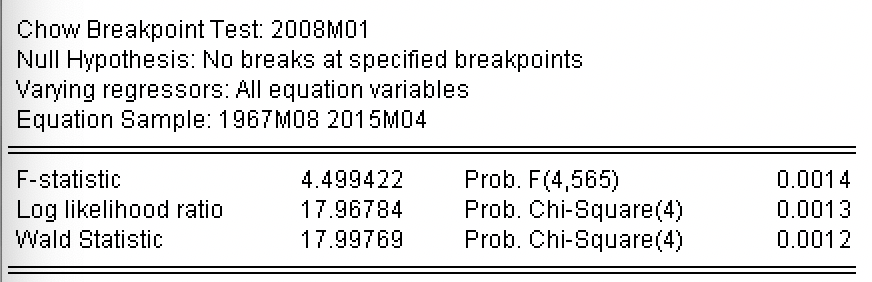 Chow Breakpoint Test: 2008M01
Null Hypothesis: No breaks at specified breakpoints
Varying regressors: All equation variables
Equation Sample: 1967M08 2015M04
F-statistic 4.499422 Prob. F(4,565) 0.0014
Log likelihood ratio 17.96784 Prob. Chi-Square(4) 0.0013
Wald Statistic 17.99769 Prob. Chi-Square(4) 0.0012